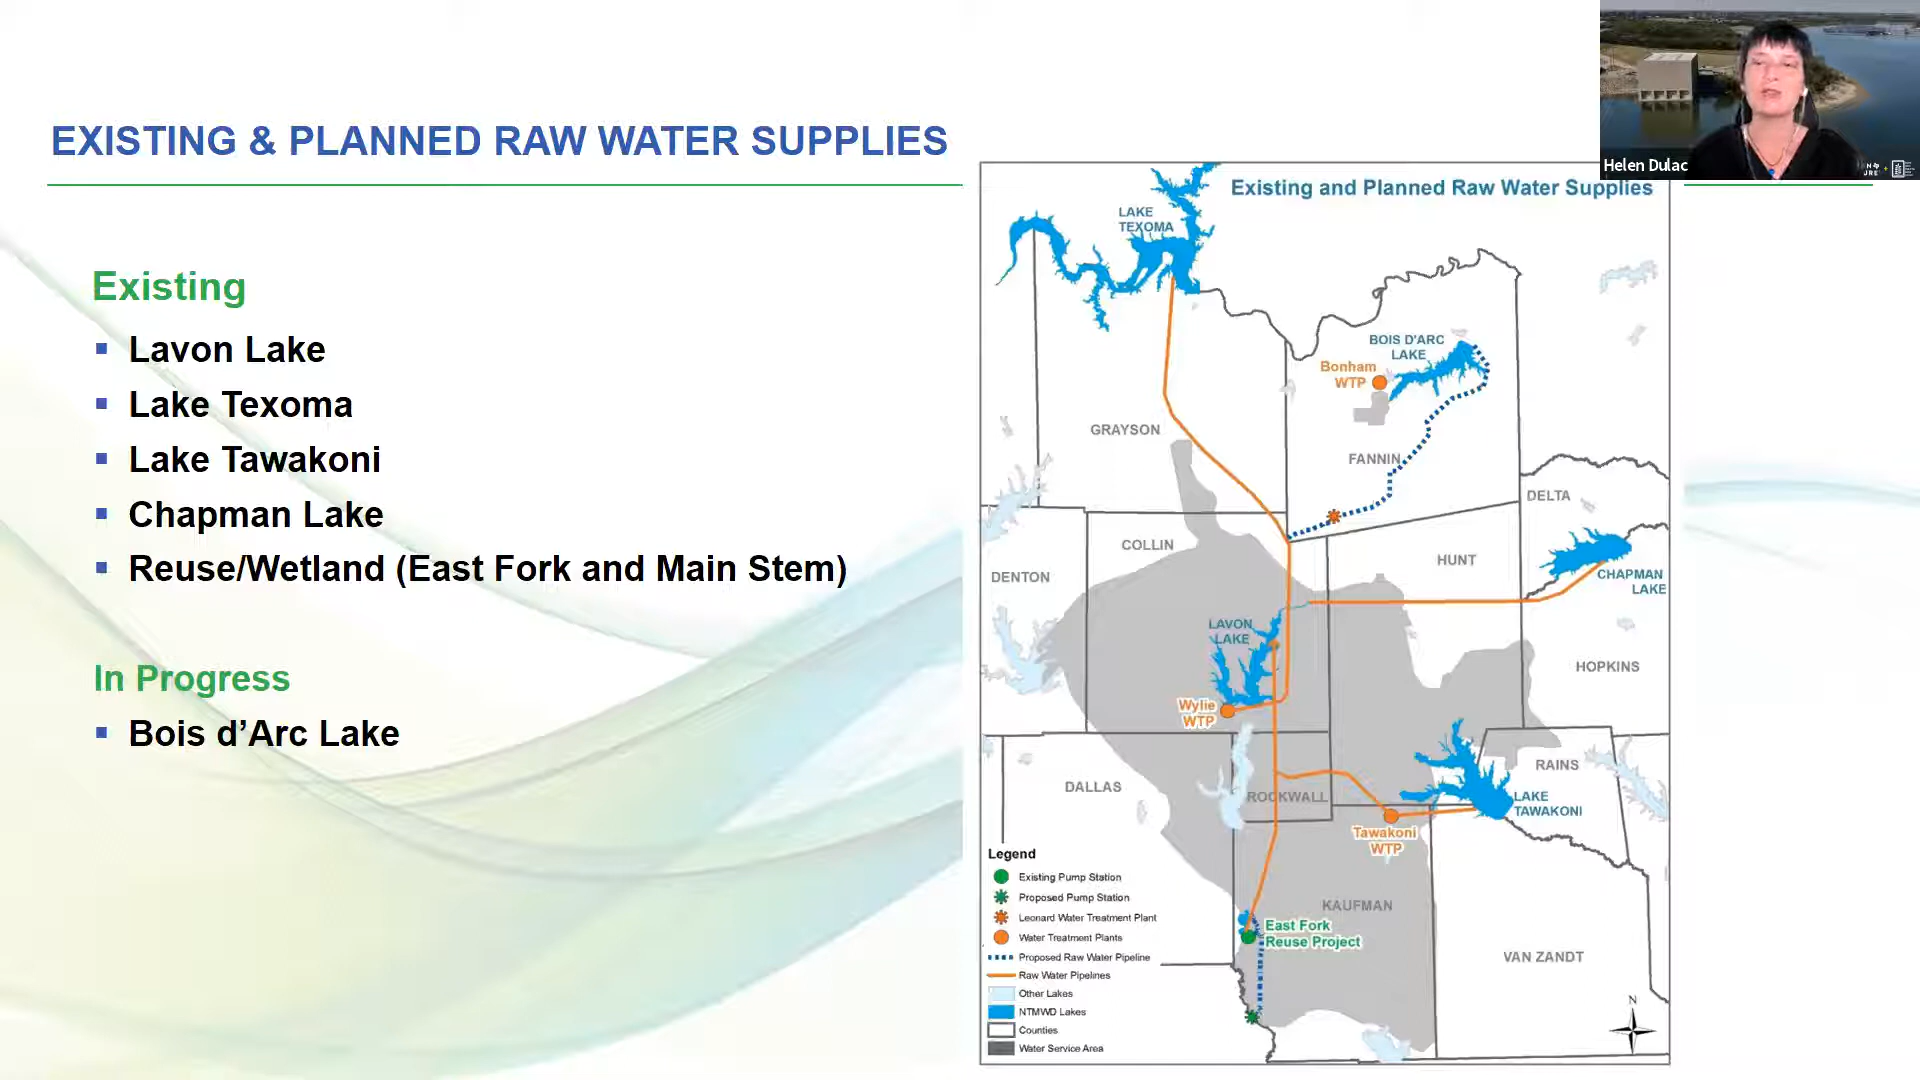 EXISTING & PLANNED RAW WATER SUPPLIES
Helen Dulac
Existing
Lavon Lake
Lake Texoma
Lake Tawakoni
Chapman Lake
Reuse/Wetland (East Fork and Main Stem)
In Progress
Bois d’Arc Lake
Existing and Planned Raw Water Supplies
LAKE
TEXOMA
BOIS D'ARC
LAKE
Bonham
WTP
GRAYSON
FANNIN
DELTA
COLLIN
HUNT
DENTON
CHAPMAN
LAKE
LAVON
LAKE
HOPKINS
Wylie
WTP
RAINS
DALLAS
ROCKWALL
LAKE
TAWAKONI
Tawakoni
WTP
KAUFMAN
East Fork
Reuse Project
VAN ZANDT
N
Legend
Existing Pump Station
Proposed Pump Station
Leonard Water Treatment Plant
Water Treatment Plants
Proposed Raw Water Pipeline
Raw Water Pipelines
Other Lakes
NTMWD Lakes
Counties
Water Service Area